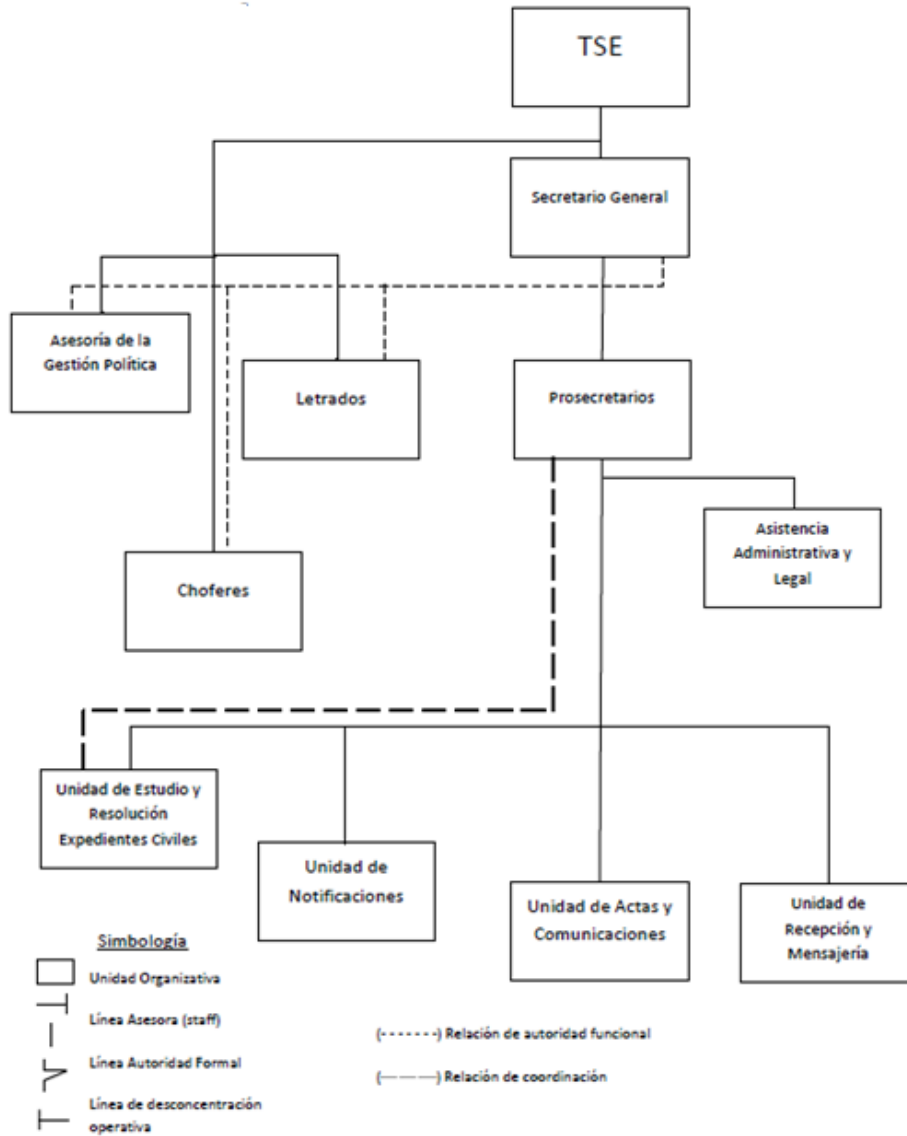 TSE
Secretario General
Asesoría de la
Gestión Política
Letrados
Prosecretarios
Asistencia
Administrativa y
Legal
Choferes
Unidad de Estudio y
Resolución
Expedientes Civiles
Unidad de
Notificaciones
Unidad de Actas y
Comunicaciones
Unidad de
Recepción y
Mensajería
Simbología
Unidad Organizativa
Línea Asesora (staff)
Línea Autoridad Formal
Línea de desconcentración
operativa
(-------) Relación de autoridad funcional
(— — —) Relación de coordinación